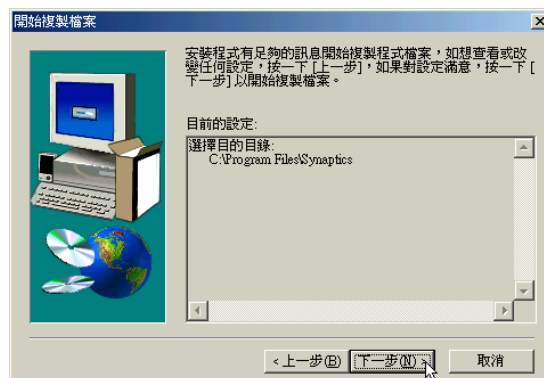 開始複製檔案
安裝程式有足夠的訊息開始複製程式檔案，如想查看或改
變任何設定，按一下 [上一步]，如果對設定滿意，按一下 [
下一步] 以開始複製檔案。
目前的設定:
選擇目的目錄:
C:\Program Files\Synaptics
< 上一步(B)
下一步(N) >
取消